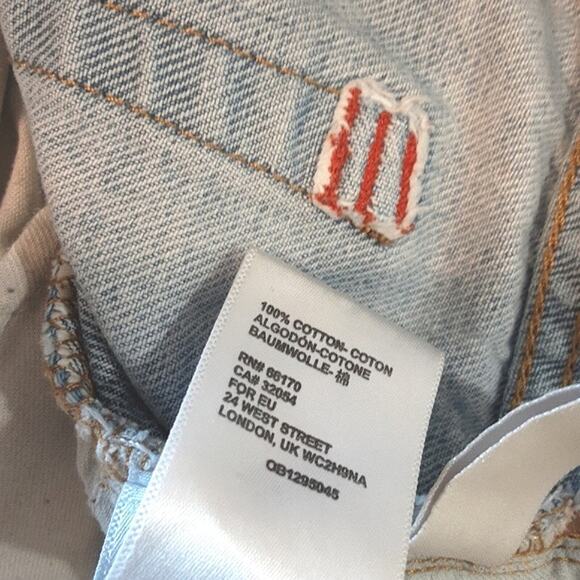 100% COTTON- COTON
ALGODÓN-COTONE
BAUMWOLLE-棉
RN# 66170
CA# 32054
FOR EU
24 WEST STREET
LONDON, UK WC2H9NA
OB1295045